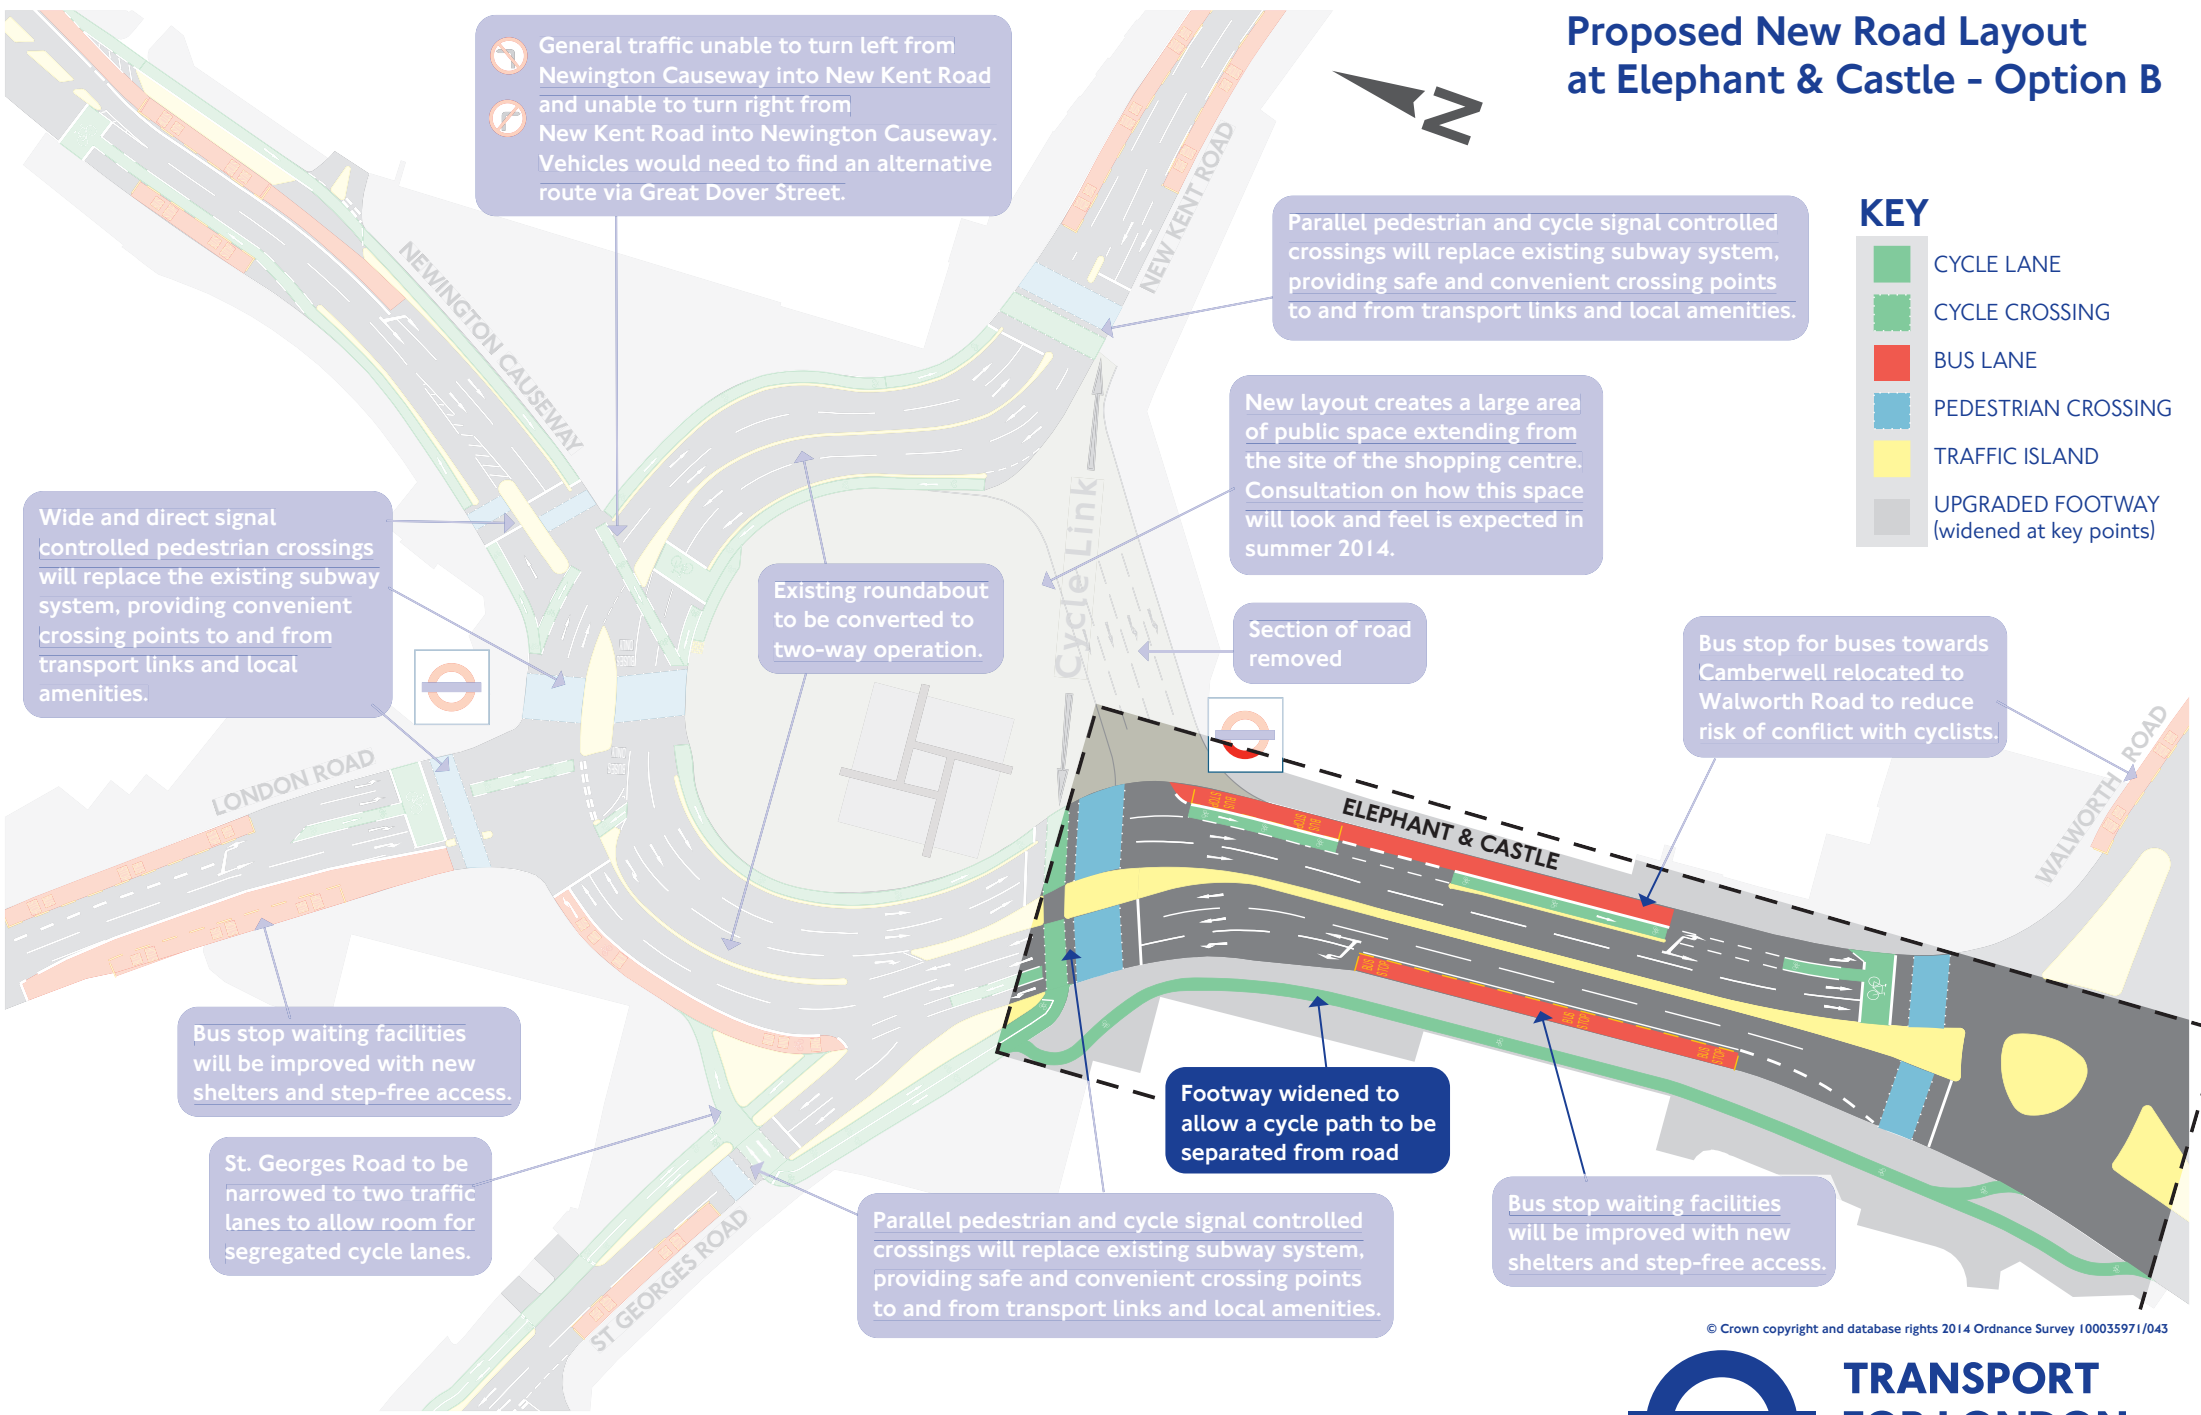 Proposed New Road Layout
at Elephant & Castle - Option B
General traffic unable to turn left from
Newington Causeway into New Kent Road
and unable to turn right from
New Kent Road into Newington Causeway.
Vehicles would need to find an alternative
route via Great Dover Street.
N
NEW KENT ROAD
Parallel pedestrian and cycle signal controlled
crossings will replace existing subway system,
providing safe and convenient crossing points
to and from transport links and local amenities.
KEY
CYCLE LANE
CYCLE CROSSING
BUS LANE
PEDESTRIAN CROSSING
TRAFFIC ISLAND
UPGRADED FOOTWAY
(widened at key points)
NEWINGTON CAUSEWAY
New layout creates a large area
of public space extending from
the site of the shopping centre.
Consultation on how this space
will look and feel is expected in
summer 2014.
Wide and direct signal
controlled pedestrian crossings
will replace the existing subway
system, providing convenient
crossing points to and from
transport links and local
amenities.
Cycle Link
Existing roundabout
to be converted to
two-way operation.
Section of road
removed
Bus stop for buses towards
Camberwell relocated to
Walworth Road to reduce
risk of conflict with cyclists.
WALWORTH ROAD
LONDON ROAD
BUS STOP
BUS STOP
ELEPHANT & CASTLE
BUS STOP
BUS STOP
BUS STOP
Bus stop waiting facilities
will be improved with new
shelters and step-free access.
Footway widened to
allow a cycle path to be
separated from road
St. Georges Road to be
narrowed to two traffic
lanes to allow room for
segregated cycle lanes.
ST GEORGES ROAD
Parallel pedestrian and cycle signal controlled
crossings will replace existing subway system,
providing safe and convenient crossing points
to and from transport links and local amenities.
Bus stop waiting facilities
will be improved with new
shelters and step-free access.
© Crown copyright and database rights 2014 Ordnance Survey 100035971/043
TRANSPORT
FOR LONDON